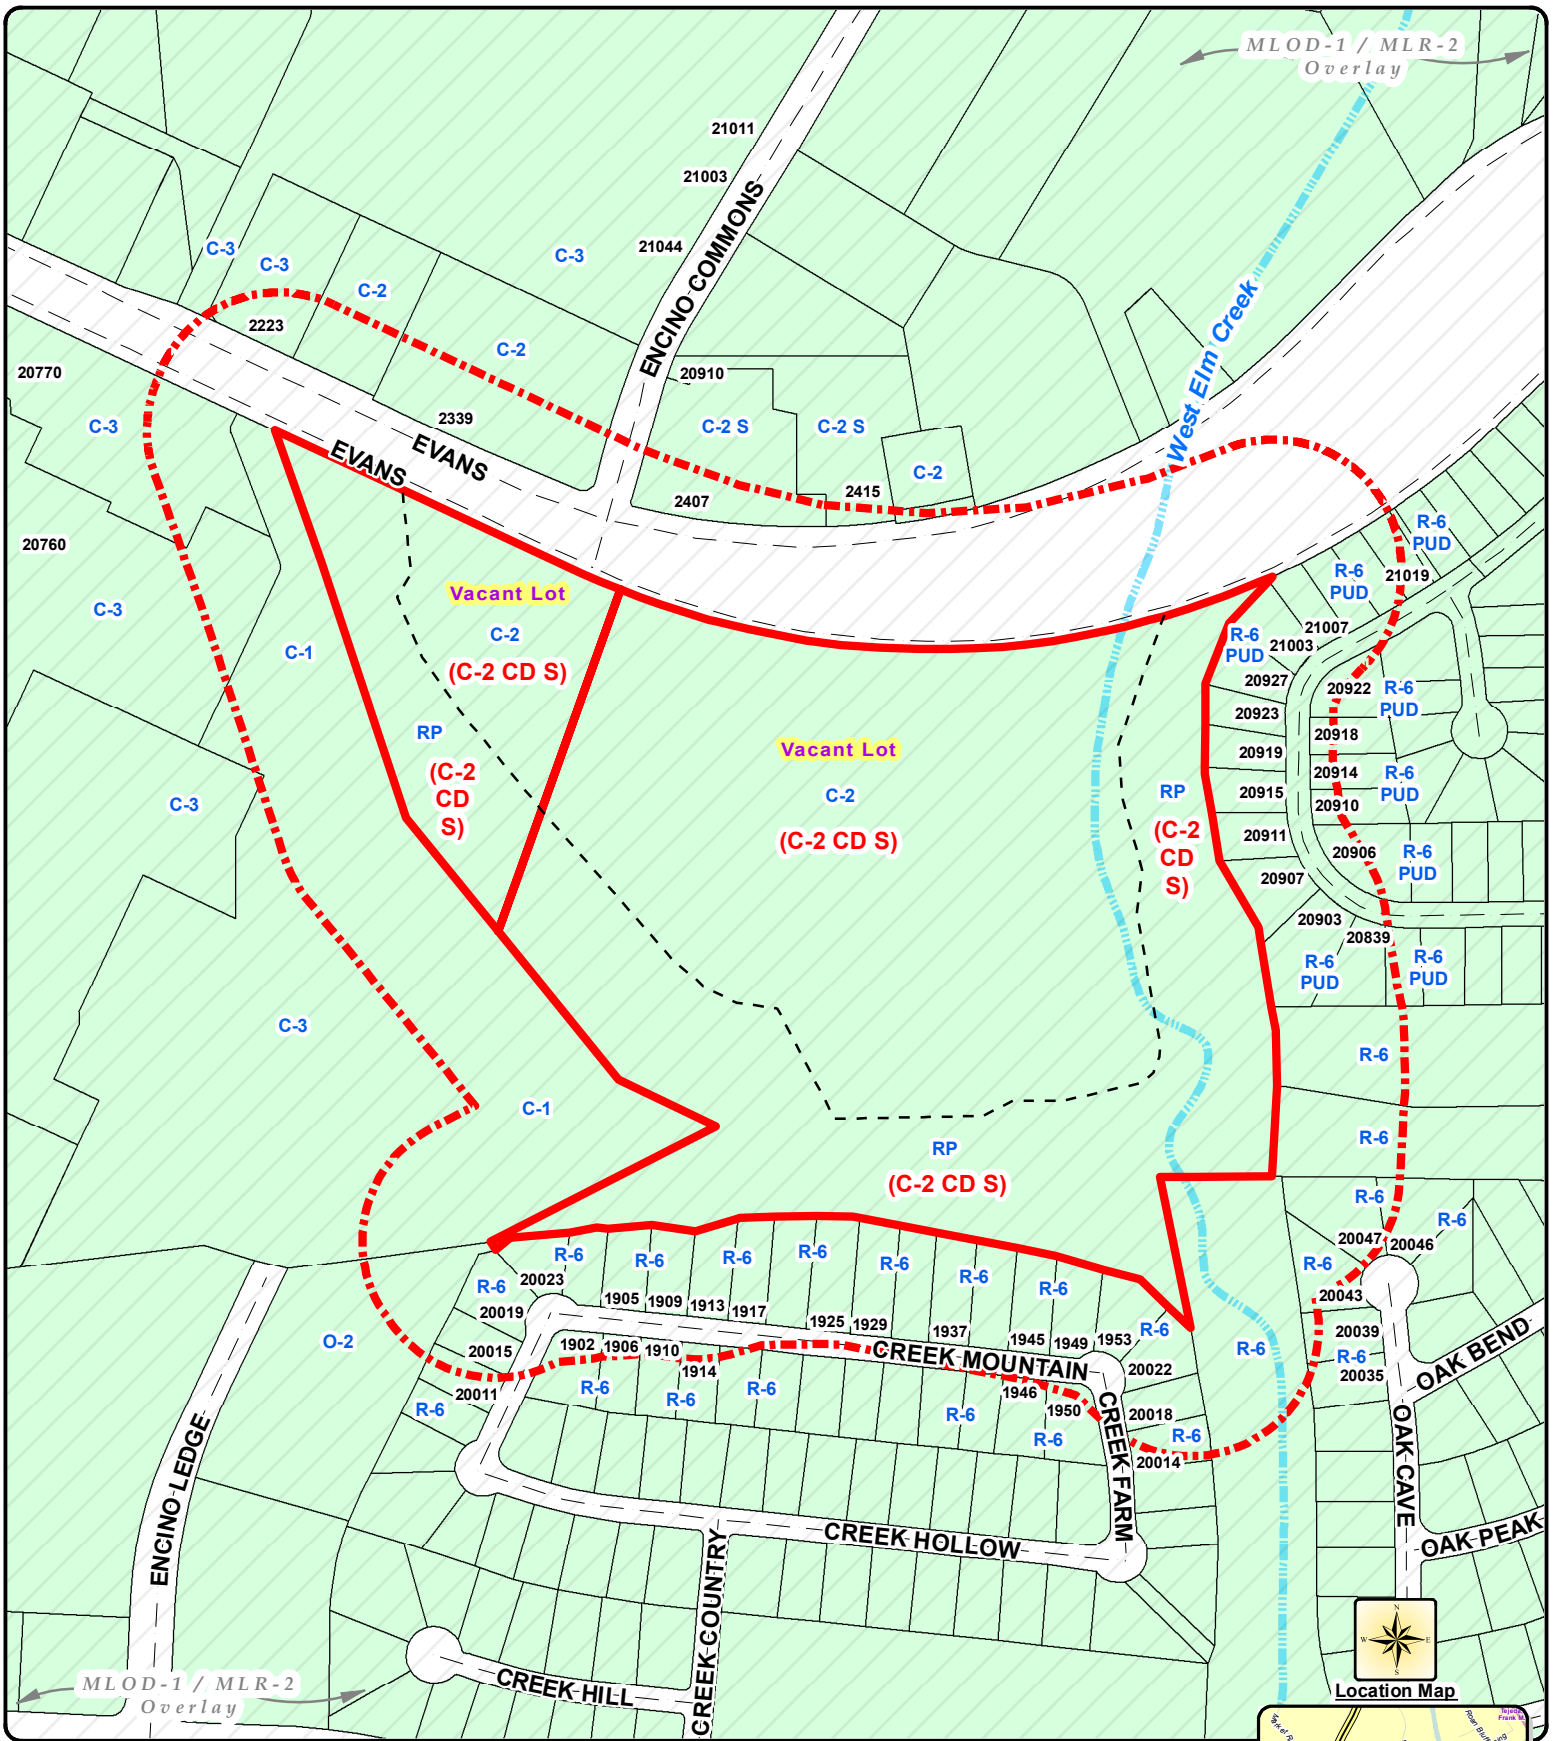 MLOD-1 / MLR-2
Overlay
21011
21003
21044
ENCINO COMMONS
West Elm Creek
C-3
C-3
C-3
C-2
C-2
2223
20770
20910
C-3
C-2 S
C-2 S
C-2
2339
EVANS
EVANS
2407
2415
20760
C-3
R-6
PUD
R-6
PUD
21019
Vacant Lot
C-2
(C-2 CD S)
C-1
R-6
PUD
21007
21003
20927
20922
R-6
PUD
20923
20918
RP
(C-2
CD
S)
Vacant Lot
C-2
(C-2 CD S)
20919
20914
R-6
PUD
RP
(C-2
CD
S)
20915
20910
C-3
20911
20906
R-6
PUD
20907
20903
20839
R-6
PUD
R-6
PUD
C-3
R-6
C-1
R-6
RP
(C-2 CD S)
R-6
R-6
20047
20046
R-6
R-6
R-6
R-6
R-6
R-6
R-6
R-6
R-6
20023
20043
20019
1905
1909
1913
1917
1925
1929
1937
1945
1949
1953
R-6
R-6
20039
R-6
20035
O-2
20015
1902
1906
1910
1914
CREEK MOUNTAIN
20022
OAK BEND
20011
R-6
R-6
R-6
R-6
R-6
1946
1950
R-6
20018
R-6
20014
CREEK FARM
OAK CAVE
ENCINO LEDGE
CREEK HOLLOW
OAK PEAK
CREEK COUNTRY
CREEK HILL
MLOD-1 / MLR-2
Overlay
N
W
E
S
Location Map
Frank M.